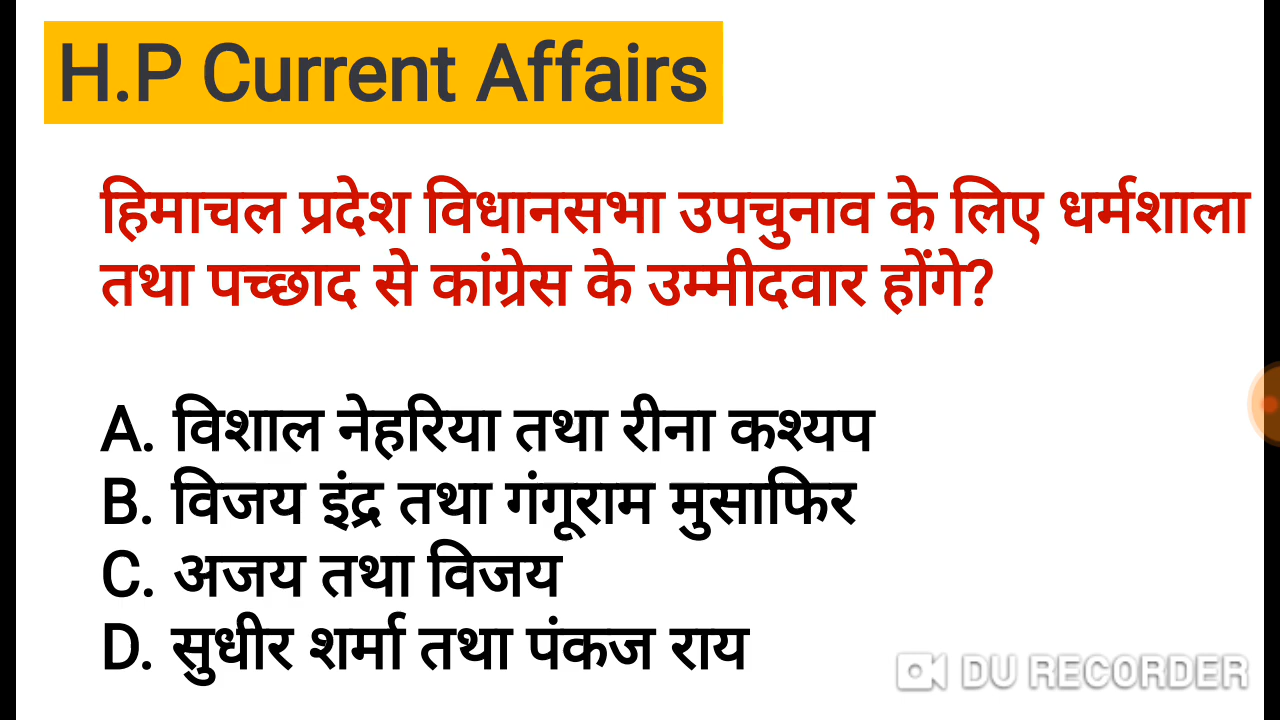 H.P Current Affairs
हिमाचल प्रदेश विधानसभा उपचुनाव के लिए धर्मशाला
तथा पच्छाद से कांग्रेस के उम्मीदवार होंगे?
A. विशाल नेहरिया तथा रीना कश्यप
B. विजय इंद्र तथा गंगूराम मुसाफिर
C. अजय तथा विजय
D. सुधीर शर्मा तथा पंकज राय
DU RECORDER